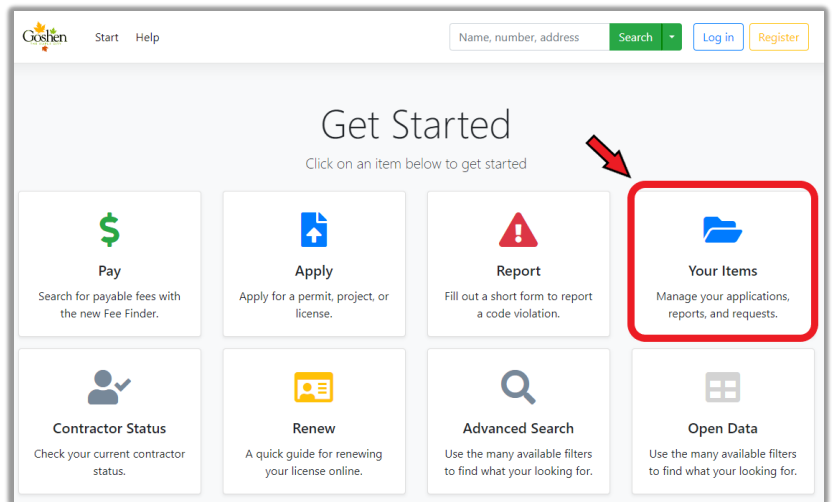 Goshen
Start
Help
Name, number, address
Search
Log in
Register
Get Started
Click on an item below to get started
Pay
Search for payable fees with
the new Fee Finder.
Apply
Apply for a permit, project, or
license.
Report
Fill out a short form to report
a code violation.
Your Items
Manage your applications,
reports, and requests.
Contractor Status
Check your current contractor
status.
Renew
A quick guide for renewing
your license online.
Advanced Search
Use the many available filters
to find what your looking for.
Open Data
Use the many available filters
to find what your looking for.